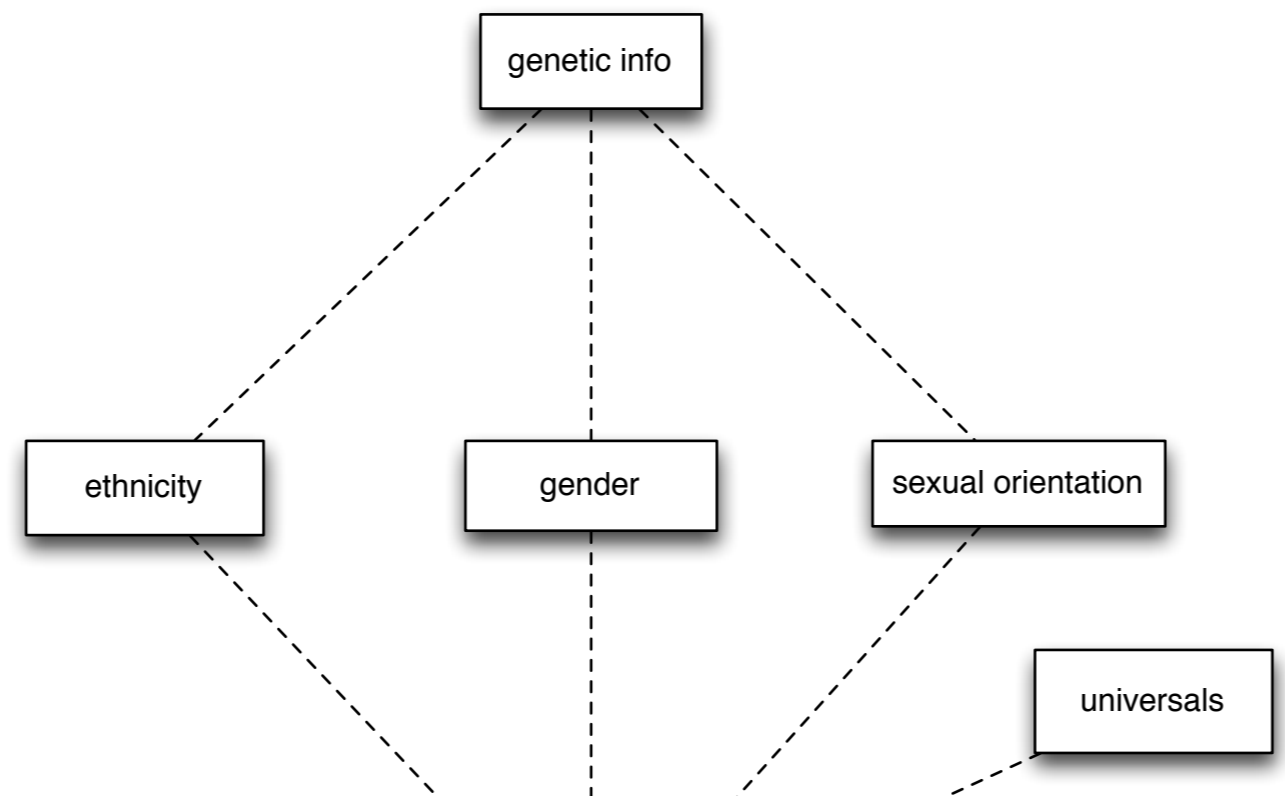 genetic info
ethnicity
gender
sexual orientation
universals